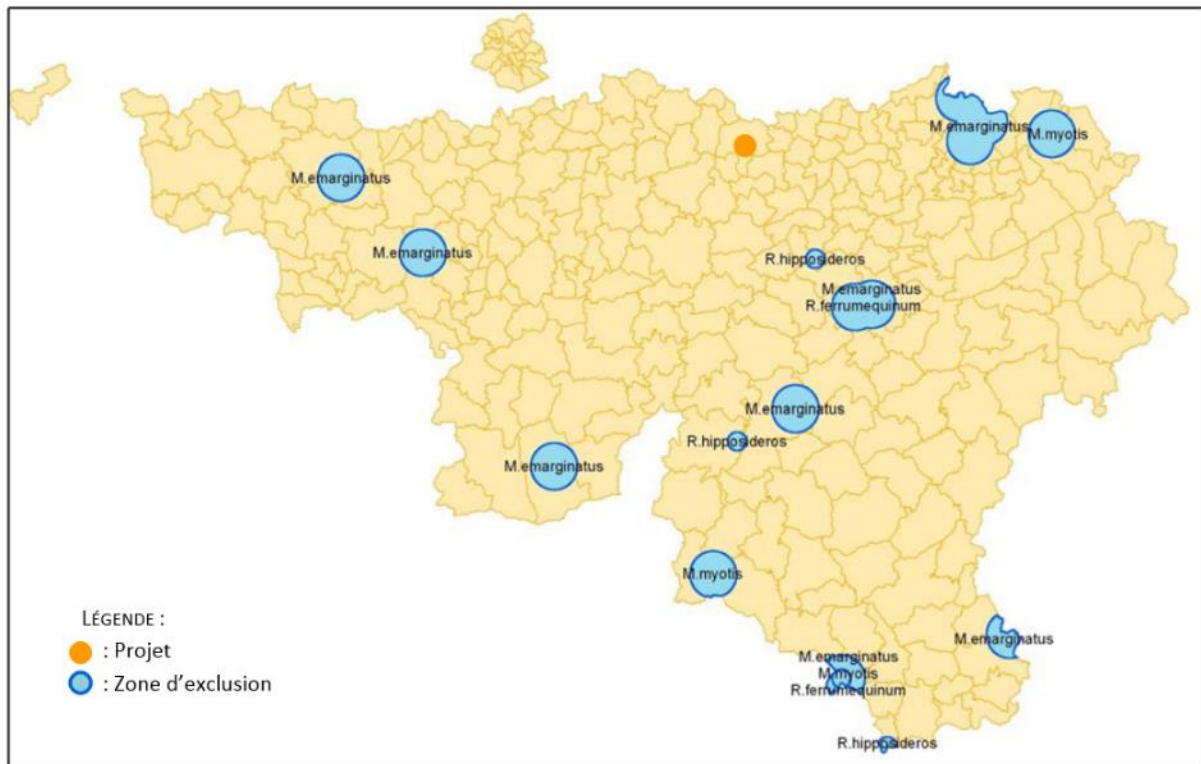 M.emarginatus
M.myotis
M.emarginatus
M.emarginatus
R.hipposideros
M.emarginatus
R.ferrumequinum
M.emarginatus
R.hipposideros
M.emarginatus
M.myotis
M.emarginatus
M.emarginatus
M.myotis
R.ferrumequinum
R.hipposideros
LÉGENDE :
: Projet
: Zone d'exclusion